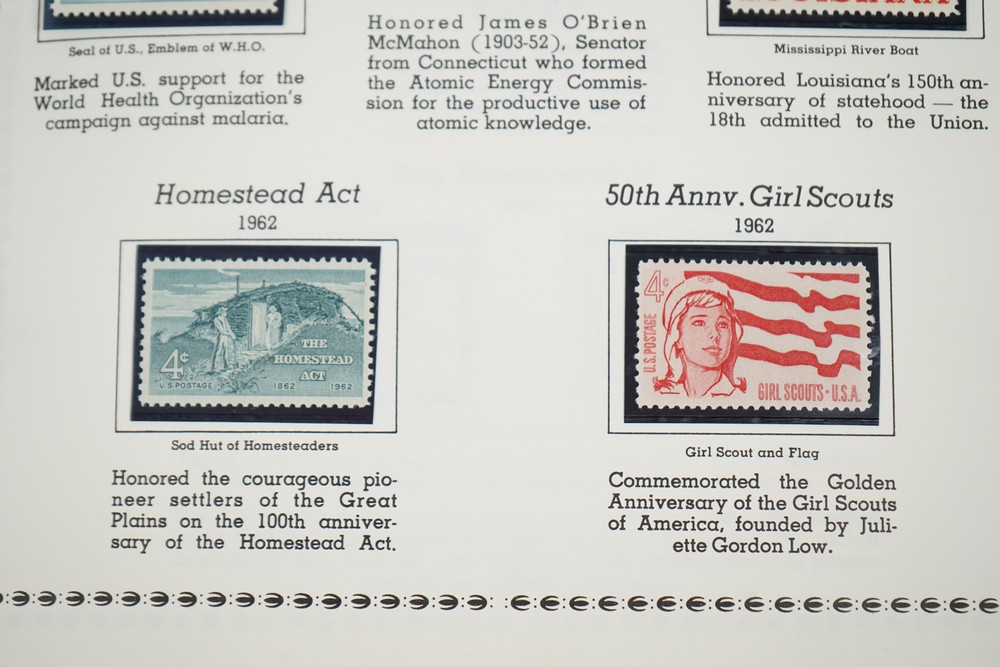 Seal of U.S., Emblem of W.H.O.
Marked U.S. support for the
World Health Organization's
campaign against malaria.
Honored James O'Brien
McMahon (1903-52), Senator
from Connecticut who formed
the Atomic Energy Commis-
sion for the productive use of
atomic knowledge.
Mississippi River Boat
Honored Louisiana's 150th an-
niversary of statehood — the
18th admitted to the Union.
Homestead Act
1962
4¢
U.S. POSTAGE
THE
HOMESTEAD
ACT
1862 1962
Sod Hut of Homesteaders
Honored the courageous pio-
neer settlers of the Great
Plains on the 100th anniver-
sary of the Homestead Act.
50th Annv. Girl Scouts
1962
4¢
U.S. POSTAGE
GIRL SCOUTS · U.S.A.
Girl Scout and Flag
Commemorated the Golden
Anniversary of the Girl Scouts
of America, founded by Juli-
ette Gordon Low.